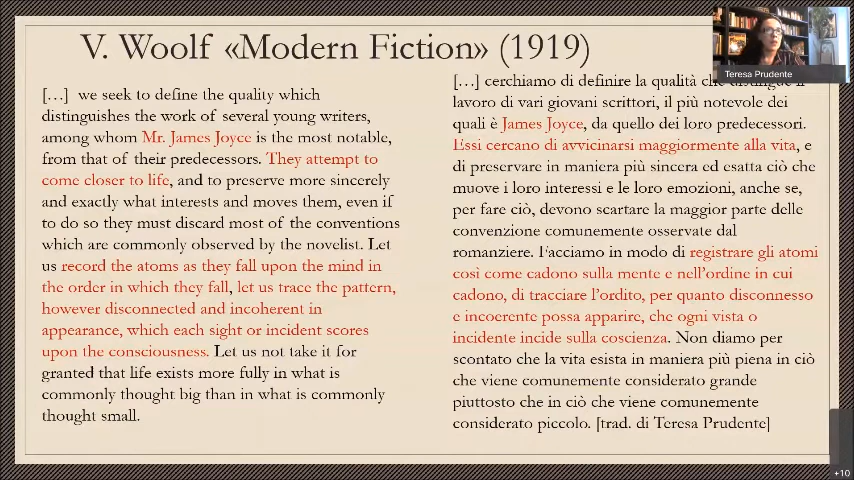 V. Woolf «Modern Fiction» (1919)
[…] we seek to define the quality which
distinguishes the work of several young writers,
among whom Mr. James Joyce is the most notable,
from that of their predecessors. They attempt to
come closer to life, and to preserve more sincerely
and exactly what interests and moves them, even if
to do so they must discard most of the conventions
which are commonly observed by the novelist. Let
us record the atoms as they fall upon the mind in
the order in which they fall, let us trace the pattern,
however disconnected and incoherent in
appearance, which each sight or incident scores
upon the consciousness. Let us not take it for
granted that life exists more fully in what is
commonly thought big than in what is commonly
thought small.
[…] cerchiamo di definire la qualità che distingue il
lavoro di vari giovani scrittori, il più notevole dei
quali è James Joyce, da quello dei loro predecessori.
Essi cercano di avvicinarsi maggiormente alla vita, e
di preservare in maniera più sincera ed esatta ciò che
muove i loro interessi e le loro emozioni, anche se,
per fare ciò, devono scartare la maggior parte delle
convenzione comunemente osservate dal
romanziere. Facciamo in modo di registrare gli atomi
così come cadono sulla mente e nell'ordine in cui
cadono, di tracciare l'ordito, per quanto disconnesso
e incoerente possa apparire, che ogni vista o
incidente incide sulla coscienza. Non diamo per
scontato che la vita esista in maniera più piena in ciò
che viene comunemente considerato grande
piuttosto che in ciò che viene comunemente
considerato piccolo. [trad. di Teresa Prudente]
Teresa Prudente
+10